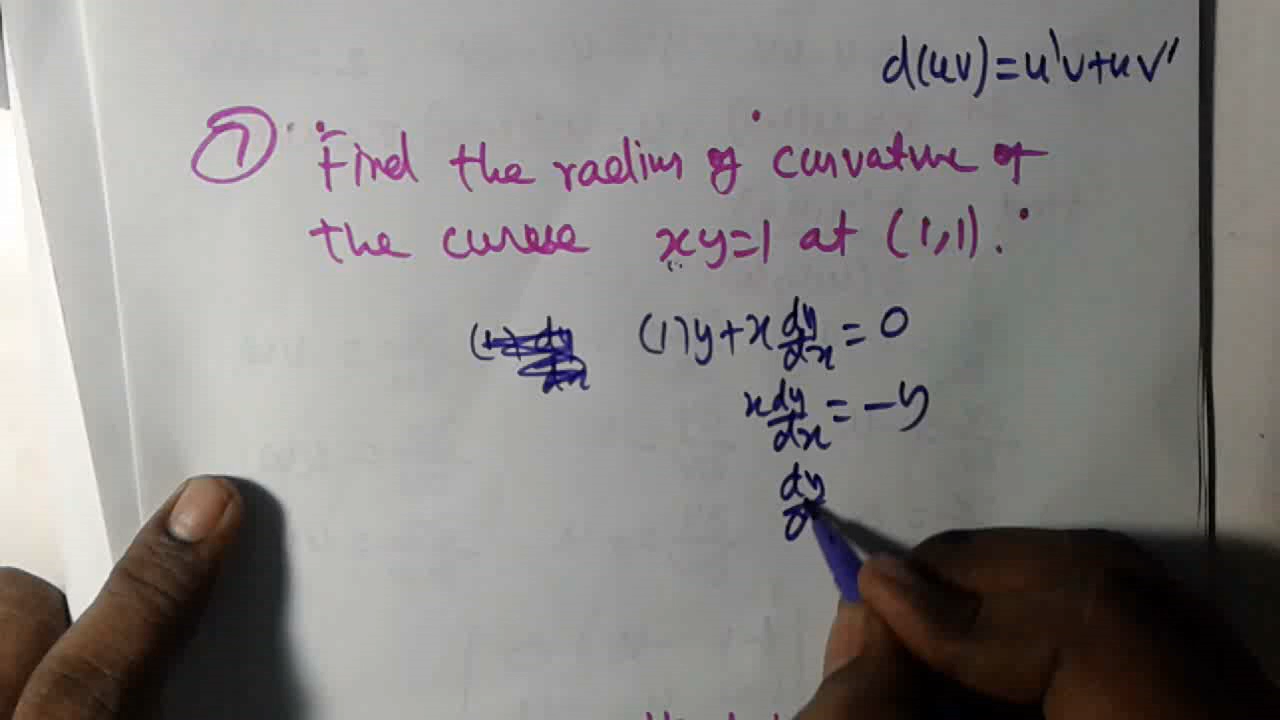 d(uv)=u'v+uv'
7 Find the radius of curvature of
the curve xy=1 at (1,1).
(1)y+x dy/dx = 0
x dy/dx = -y
dy